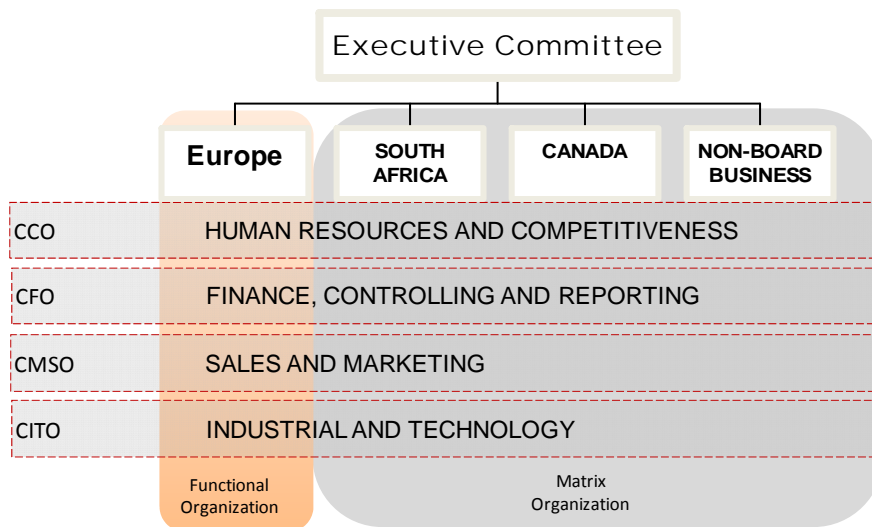 Executive Committee
Europe
SOUTH
AFRICA
CANADA
NON-BOARD
BUSINESS
CCO
HUMAN RESOURCES AND COMPETITIVENESS
CFO
FINANCE, CONTROLLING AND REPORTING
CMSO
SALES AND MARKETING
CITO
INDUSTRIAL AND TECHNOLOGY
Functional
Organization
Matrix
Organization